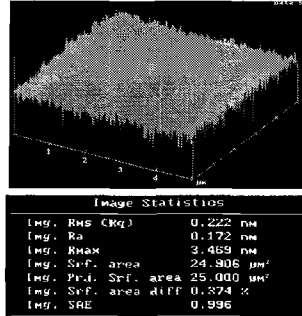 1
2
3
4
µm
Image Statistics
Img. Rms (Rq) 0.222 nm
Img. Ra 0.172 nm
Img. Rmax 3.469 nm
Img. Srf. area 24.906 µm²
Img. Prj. Srf. area 25.000 µm²
Img. Srf. area diff 0.374 %
Img. SAE 0.996